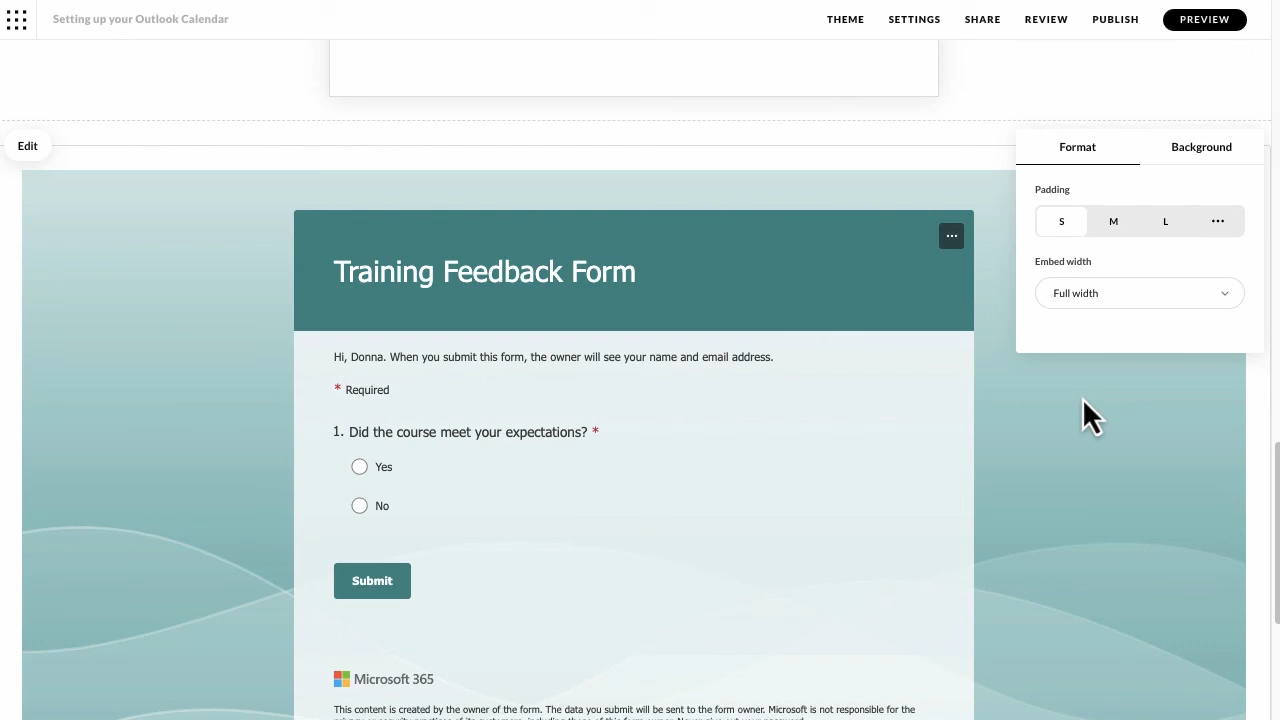 Setting up your Outlook Calendar
THEME SETTINGS SHARE REVIEW PUBLISH PREVIEW
Edit
Format Background
Padding
S M L ...
Embed width
Full width
Training Feedback Form
Hi, Donna. When you submit this form, the owner will see your name and email address.
* Required
1. Did the course meet your expectations? *
Yes
No
Submit
Microsoft 365
This content is created by the owner of the form. The data you submit will be sent to the form owner. Microsoft is not responsible for the